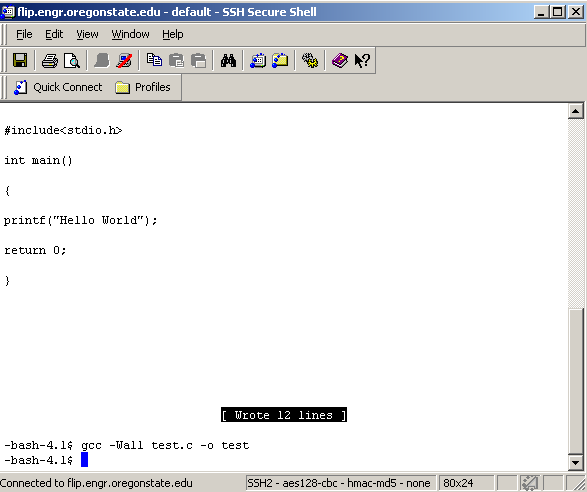 flip.engr.oregonstate.edu - default - SSH Secure Shell
File Edit View Window Help
Quick Connect Profiles
#include<stdio.h>
int main()
{
printf("Hello World");
return 0;
}
[ Wrote 12 lines ]
-bash-4.1$ gcc -Wall test.c -o test
-bash-4.1$
Connected to flip.engr.oregonstate.edu SSH2 - aes128-cbc - hmac-md5 - none 80x24